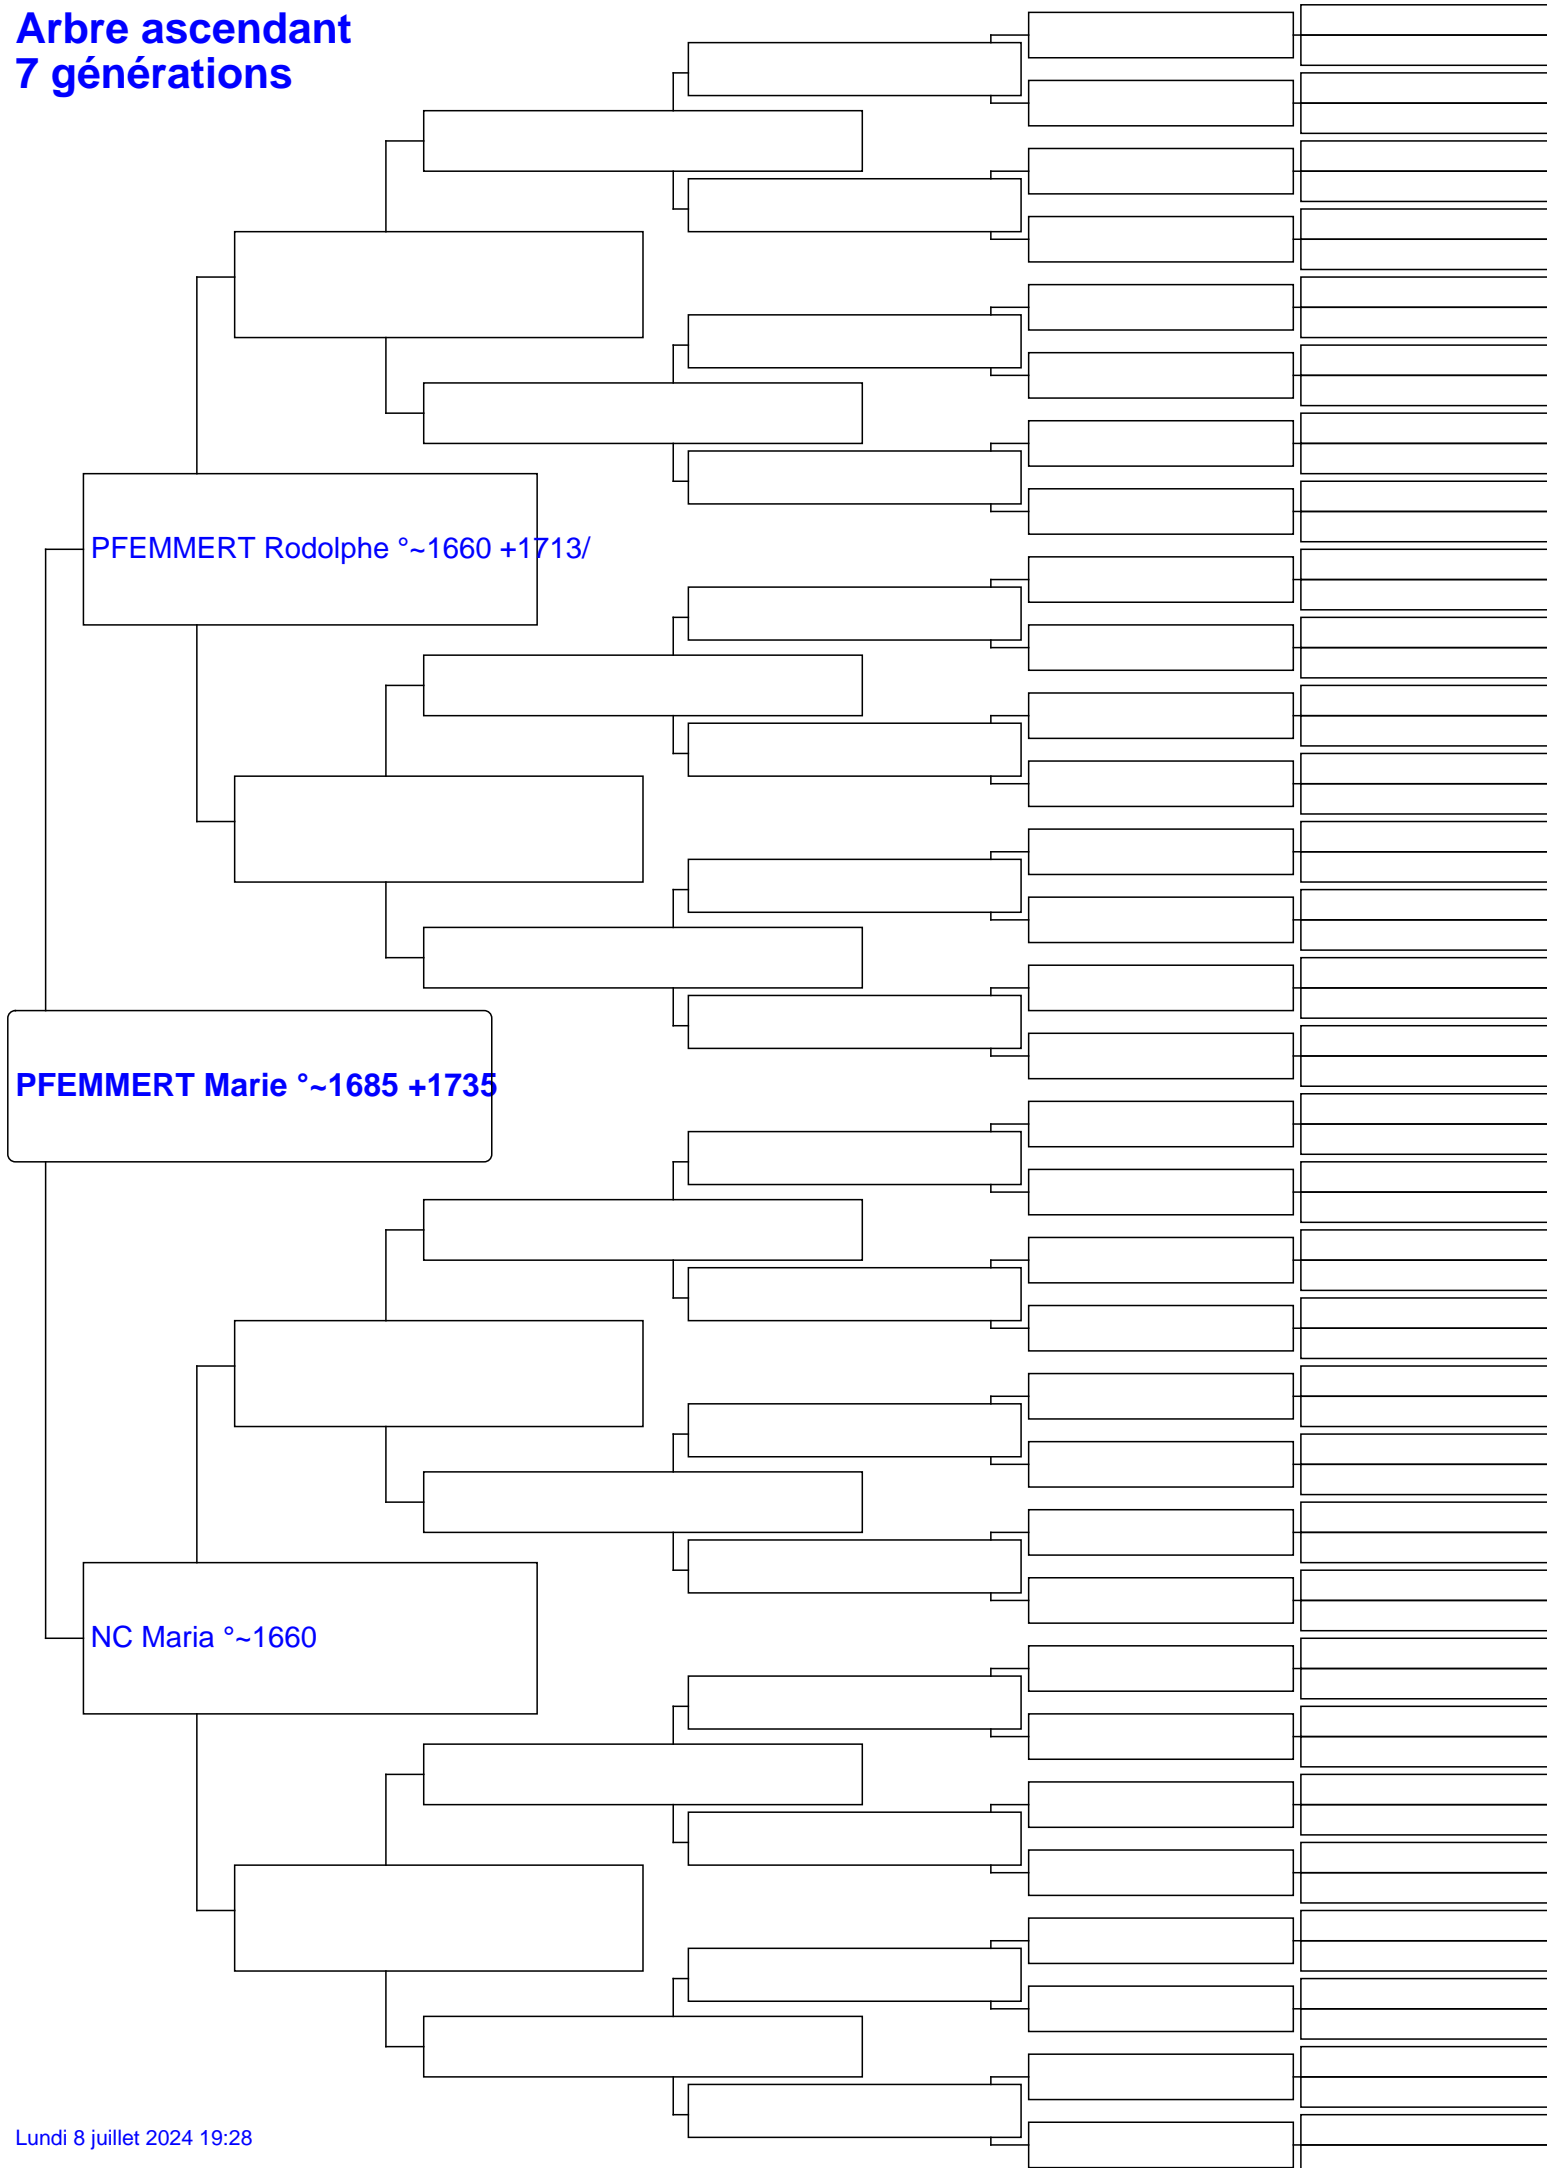 Arbre ascendant
7 générations
PFEMMERT Rodolphe °~1660 +1713/
PFEMMERT Marie °~1685 +1735
NC Maria °~1660
Lundi 8 juillet 2024 19:28